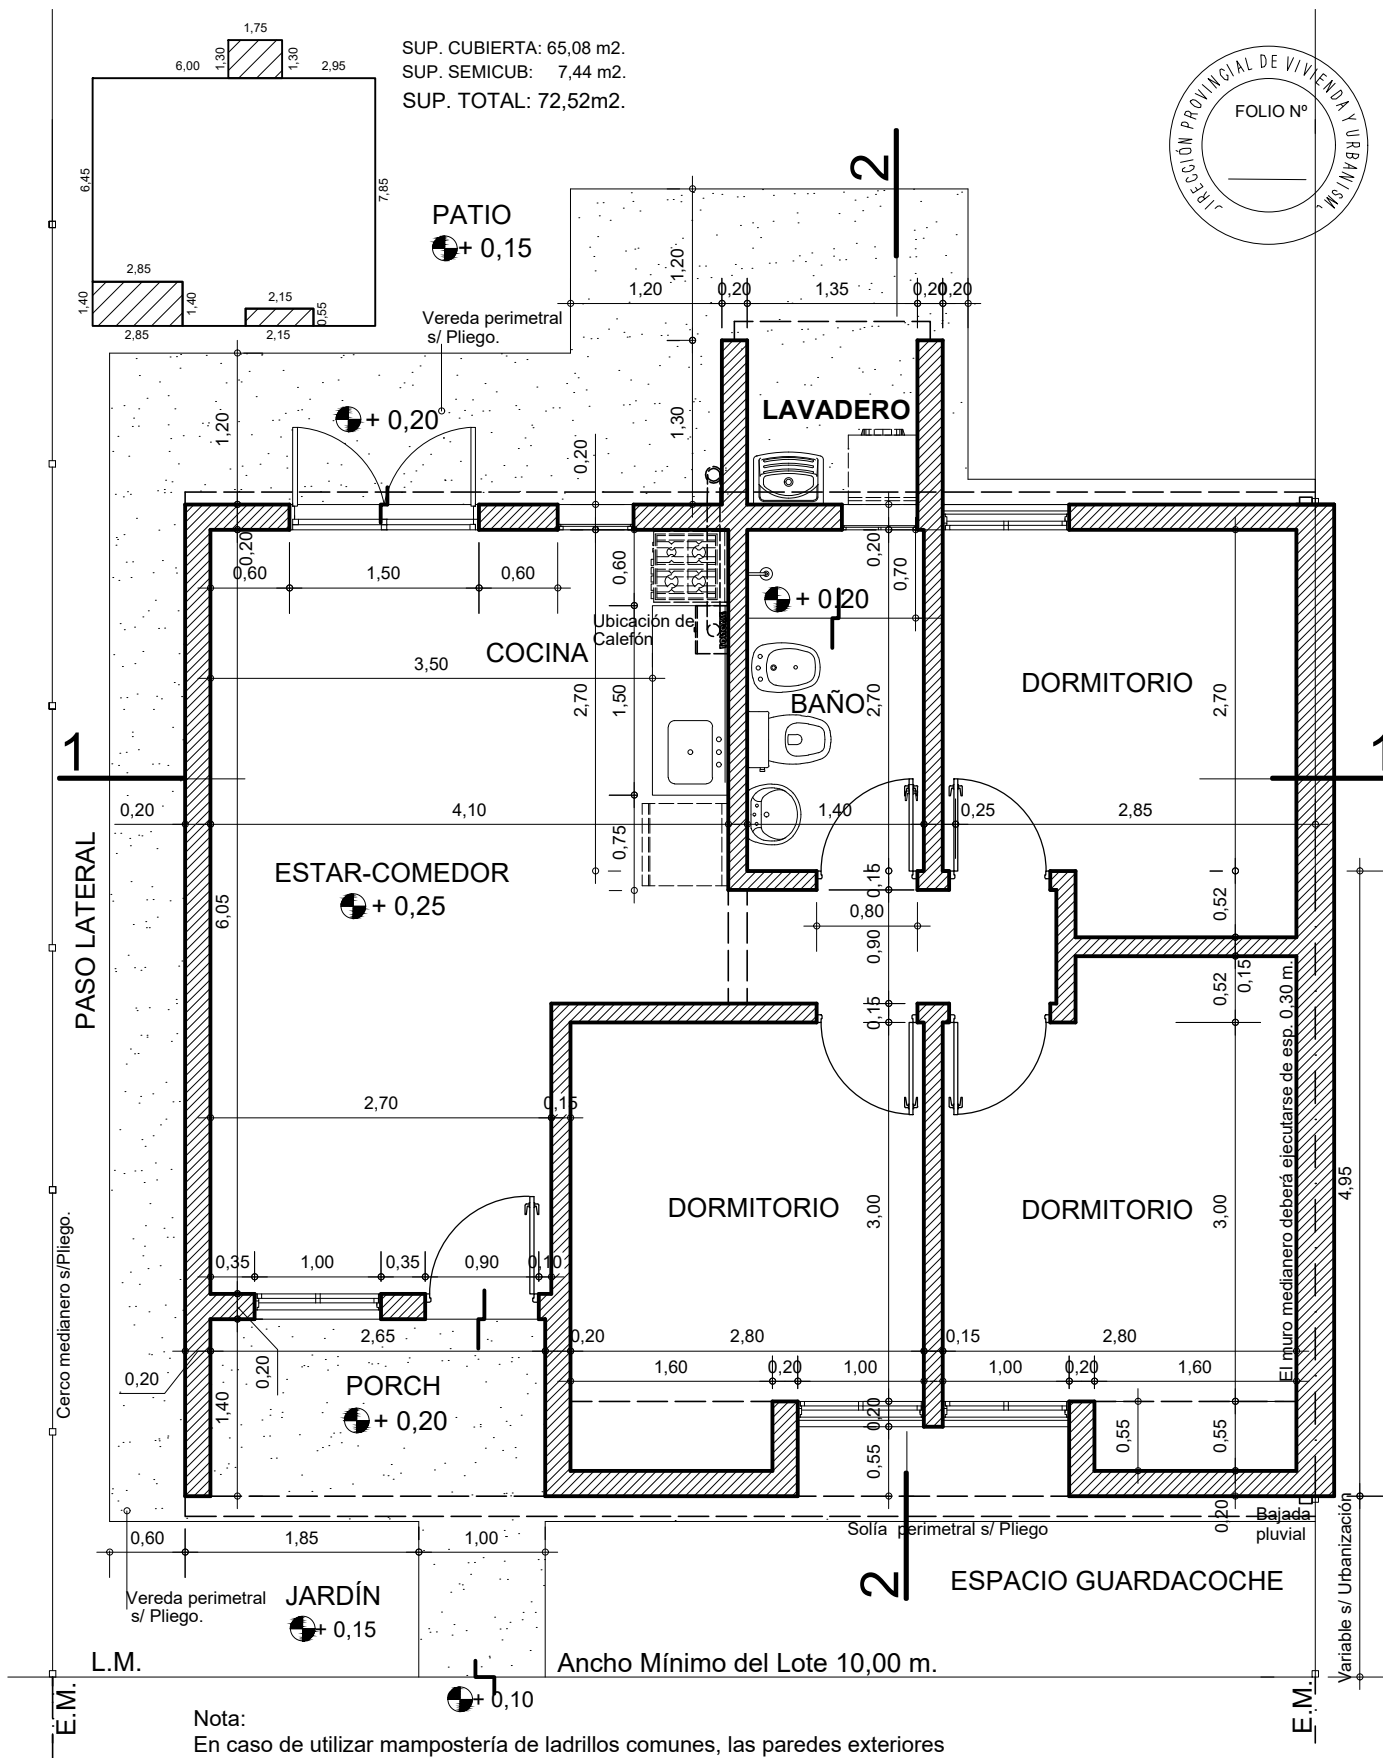 1,75
6,00
1,30
1,30
2,95
SUP. CUBIERTA: 65,08 m2.
SUP. SEMICUB: 7,44 m2.
SUP. TOTAL: 72,52m2.
FOLIO Nº
6,45
7,85
2,85
1,40
1,40
2,15
0,55
2,85
2,15
PATIO
+ 0,15
2
1,20
1,20
0,20
1,35
0,20
0,20
Vereda perimetral
s/ Pliego.
1,20
+ 0,20
1,30
LAVADERO
0,20
0,20
0,60
1,50
0,60
0,60
0,20
0,70
+ 0,20
Ubicación de
Calefón
COCINA
3,50
2,70
1,50
BAÑO
2,70
DORMITORIO
2,70
1
1
0,20
4,10
0,75
1,40
0,25
2,85
PASO LATERAL
ESTAR-COMEDOR
+ 0,25
6,05
0,15
0,80
0,90
0,15
0,52
0,52
0,15
El muro medianero deberá ejecutarse de esp. 0,30 m.
2,70
0,15
DORMITORIO
3,00
DORMITORIO
3,00
4,95
Cerco medianero s/Pliego.
0,35
1,00
0,35
0,90
0,10
2,65
0,20
2,80
0,15
2,80
0,20
0,20
1,60
0,20
1,00
1,00
0,20
1,60
PORCH
+ 0,20
1,40
0,20
0,55
0,55
0,55
0,20
Solía perimetral s/ Pliego
Bajada
pluvial
0,60
1,85
1,00
2
ESPACIO GUARDACOCHE
Variable s/ Urbanización
Vereda perimetral
s/ Pliego.
JARDÍN
+ 0,15
L.M.
Ancho Mínimo del Lote 10,00 m.
E.M.
+ 0,10
E.M.
Nota:
En caso de utilizar mampostería de ladrillos comunes, las paredes exteriores